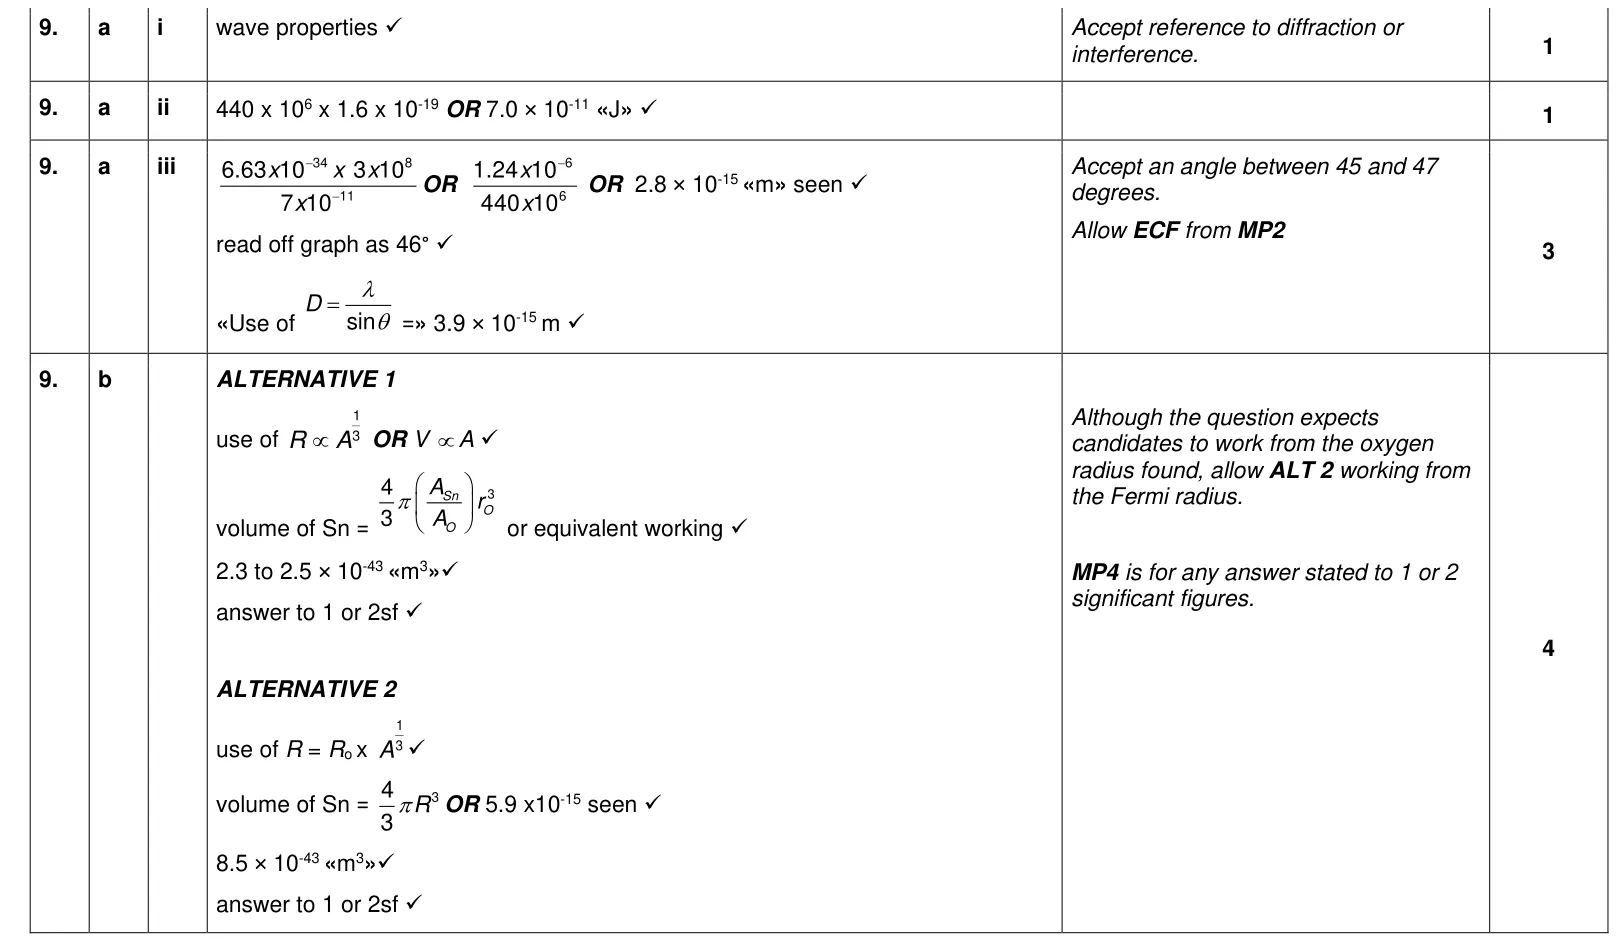 9. a i wave properties ✓ Accept reference to diffraction or
interference.
1
9. a ii 440 x 10⁶ x 1.6 x 10⁻¹⁹ OR 7.0 × 10⁻¹¹ «J» ✓
1
9. a iii (6.63x10⁻³⁴ x 3x10⁸)/(7x10⁻¹¹) OR (1.24x10⁻⁶)/(440x10⁶) OR 2.8 × 10⁻¹⁵ «m» seen ✓
Accept an angle between 45 and 47
degrees.
Allow ECF from MP2
read off graph as 46° ✓
3
«Use of D = λ/sinθ =» 3.9 × 10⁻¹⁵ m ✓
9. b ALTERNATIVE 1
use of R ∝ A^(1/3) OR V ∝ A ✓
volume of Sn = 4/3 π (A_Sn/A_O) r_O³ or equivalent working ✓
2.3 to 2.5 × 10⁻⁴³ «m³»✓
answer to 1 or 2sf ✓
ALTERNATIVE 2
use of R = R₀ x A^(1/3) ✓
volume of Sn = 4/3 πR³ OR 5.9 x10⁻¹⁵ seen ✓
8.5 × 10⁻⁴³ «m³»✓
answer to 1 or 2sf ✓
Although the question expects
candidates to work from the oxygen
radius found, allow ALT 2 working from
the Fermi radius.
MP4 is for any answer stated to 1 or 2
significant figures.
4